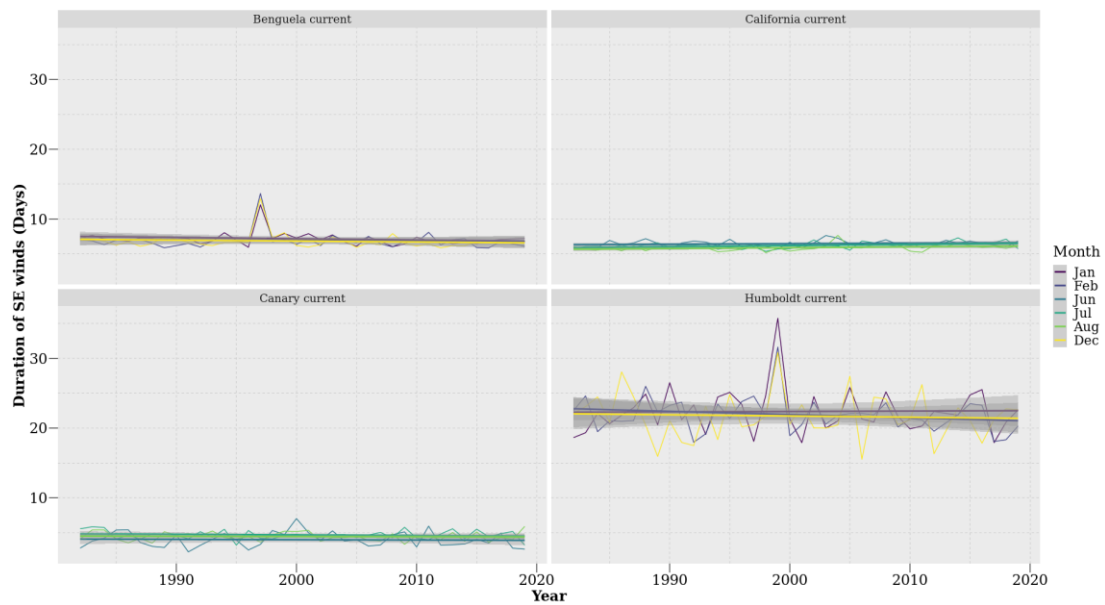 Benguela current
California current
30
20
10
Canary current
Humboldt current
30
20
10
Duration of SE winds (Days)
1990
2000
2010
2020
1990
2000
2010
2020
Year
Month
Jan
Feb
Jun
Jul
Aug
Dec